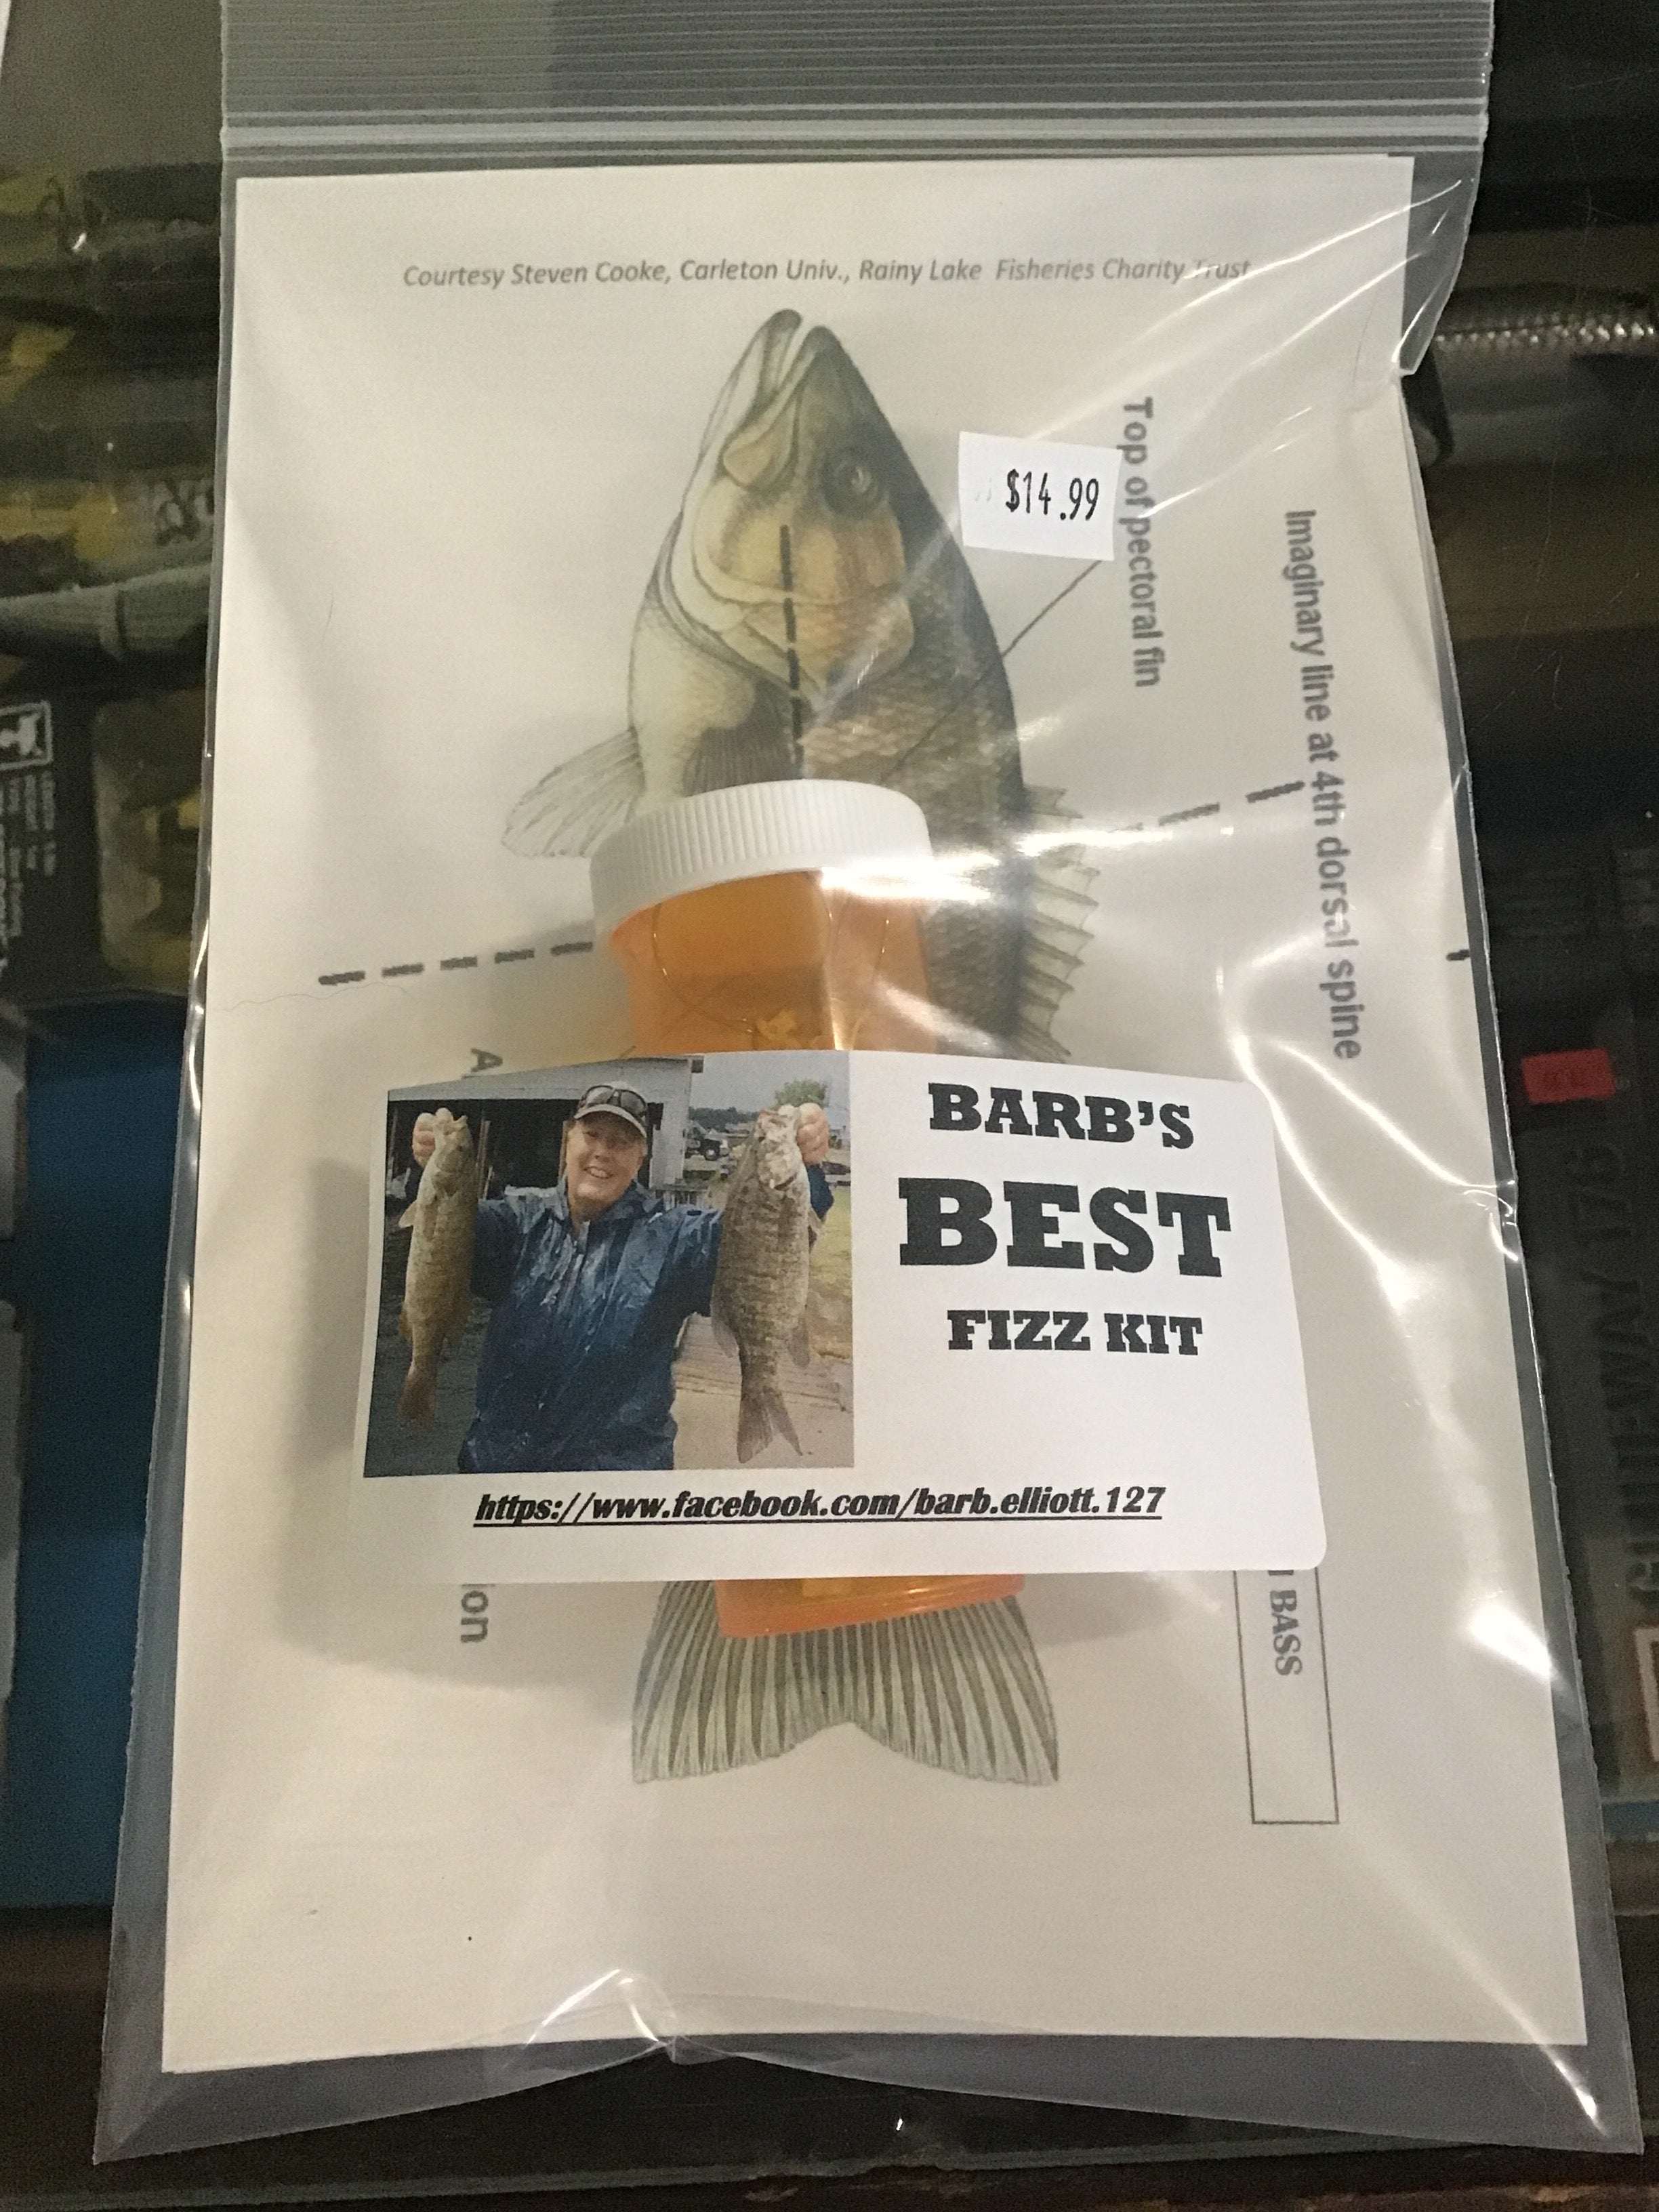 Courtesy Steven Cooke, Carleton Univ., Rainy Lake Fisheries Charity Trust
$14.99
Top of pectoral fin
Imaginary line at 4th dorsal spine
A
BARB'S
BEST
FIZZ KIT
https://www.facebook.com/barb.elliott.127
ion
BASS